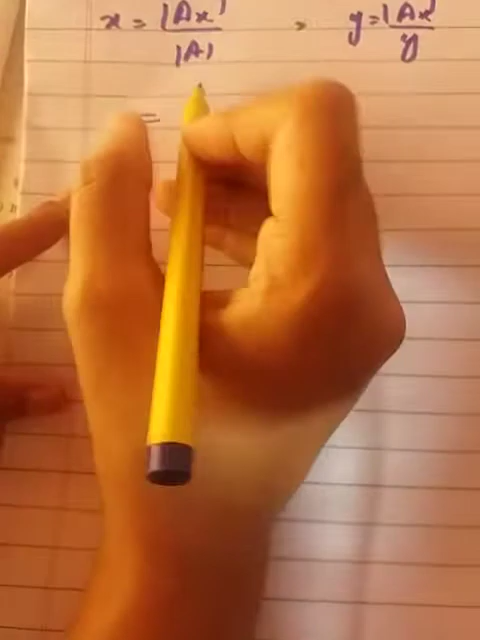 x = |Ax| / |A| , y = |Ax| / y
=